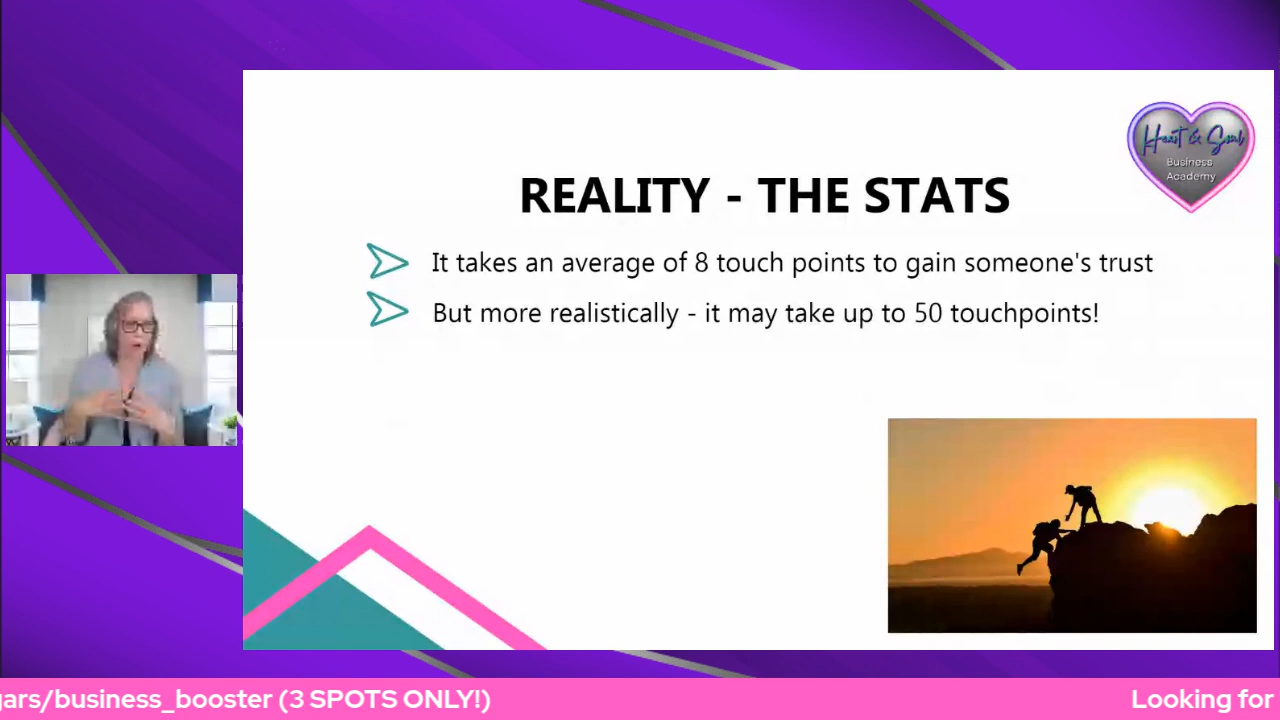 Heart & Soul
Business
Academy
REALITY - THE STATS
It takes an average of 8 touch points to gain someone's trust
But more realistically - it may take up to 50 touchpoints!
gars/business_booster (3 SPOTS ONLY!)
Looking for